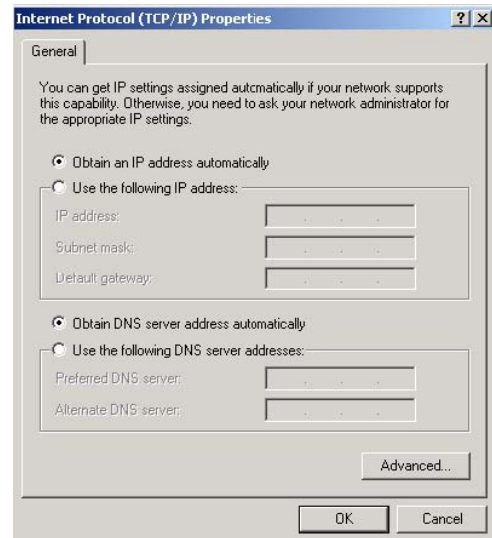 Internet Protocol (TCP/IP) Properties
General
You can get IP settings assigned automatically if your network supports
this capability. Otherwise, you need to ask your network administrator for
the appropriate IP settings.
Obtain an IP address automatically
Use the following IP address:
IP address:
Subnet mask:
Default gateway:
Obtain DNS server address automatically
Use the following DNS server addresses:
Preferred DNS server:
Alternate DNS server:
Advanced...
OK
Cancel